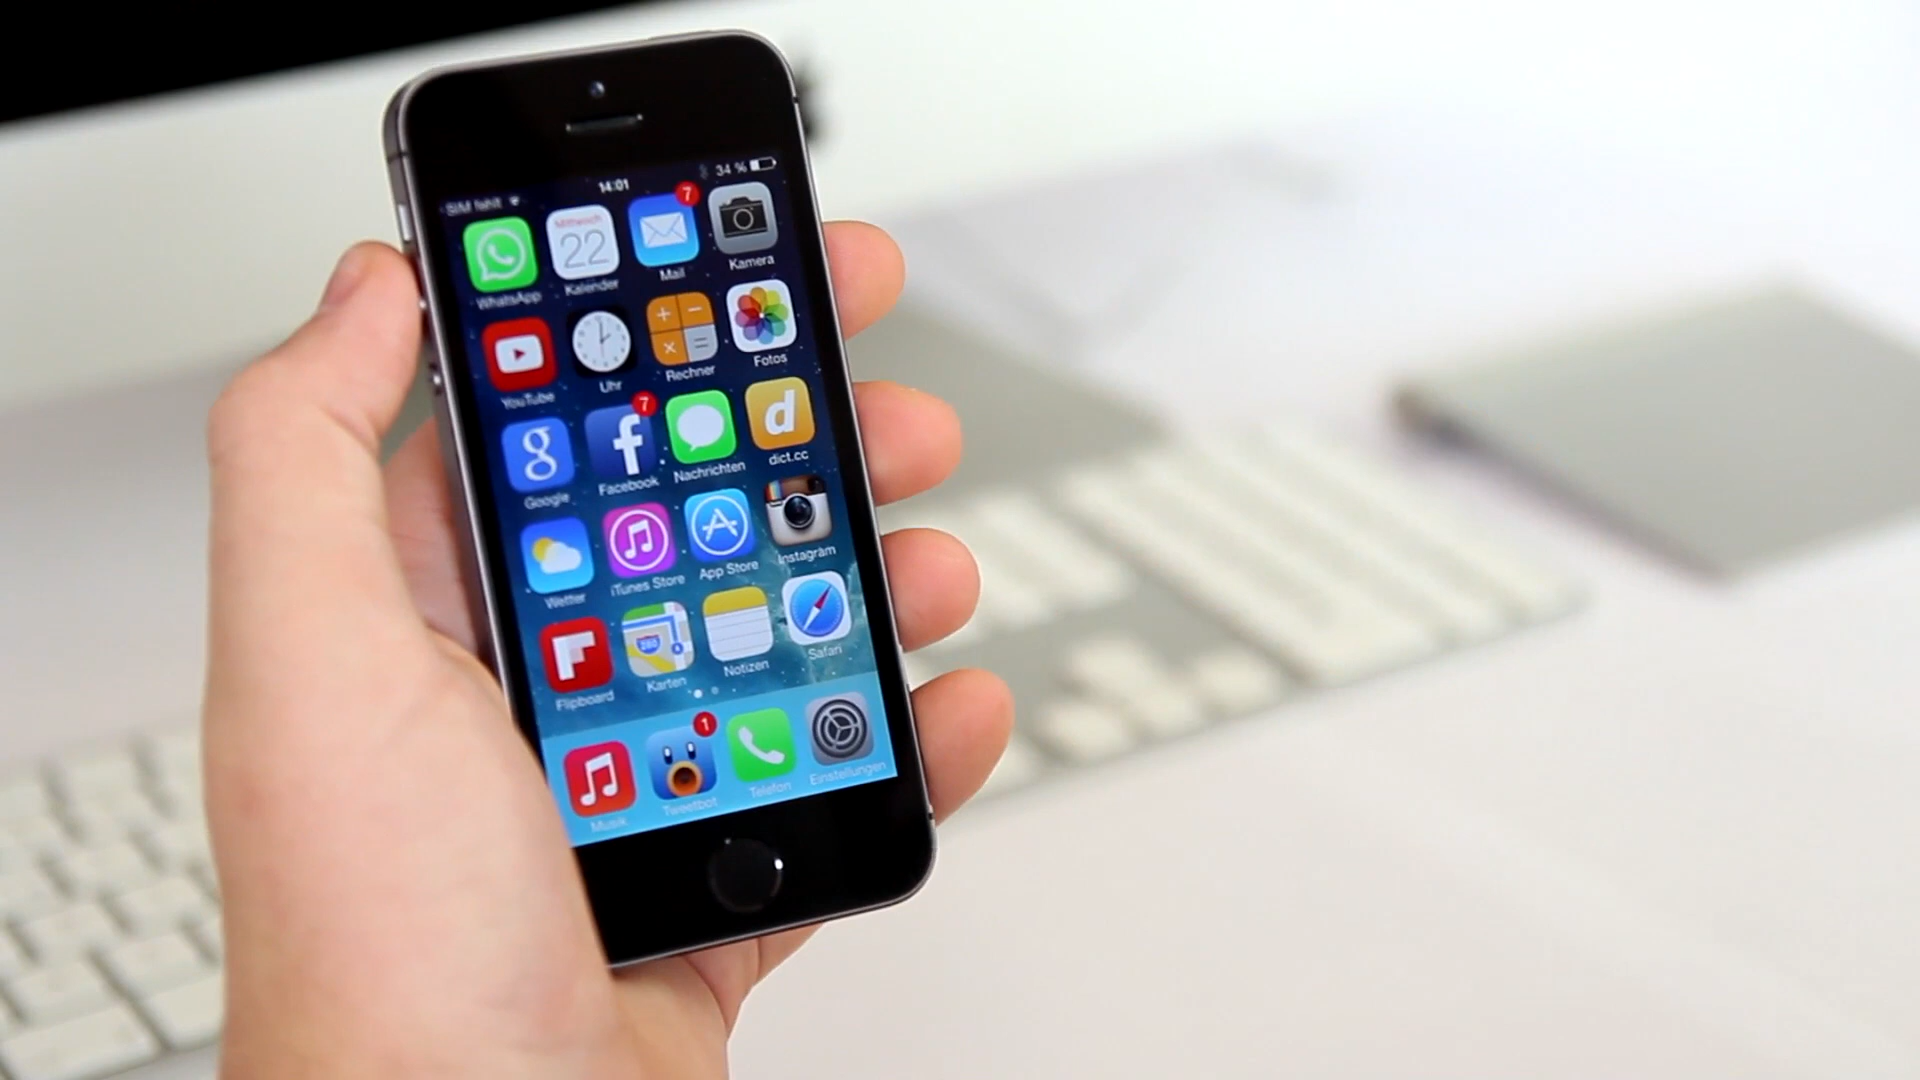 SIM fehlt 14:01 34 %
7
Mittwoch
22
WhatsApp Kalender Mail Kamera
YouTube Uhr Rechner Fotos
7
g f d
Google Facebook Nachrichten dict.cc
Wetter iTunes Store App Store Instagram
280
Flipboard Karten Notizen Safari
1
Musik Tweetbot Telefon Einstellungen